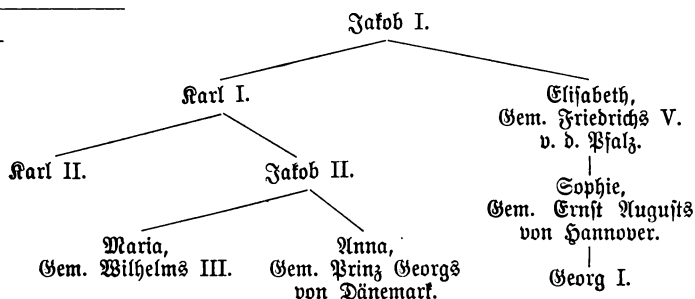 Jakob I.
Karl I.
Elisabeth,
Gem. Friedrichs V.
v. d. Pfalz.
Karl II.
Jakob II.
Sophie,
Gem. Ernst Augusts
von Hannover.
Maria,
Gem. Wilhelms III.
Anna,
Gem. Prinz Georgs
von Dänemark.
Georg I.